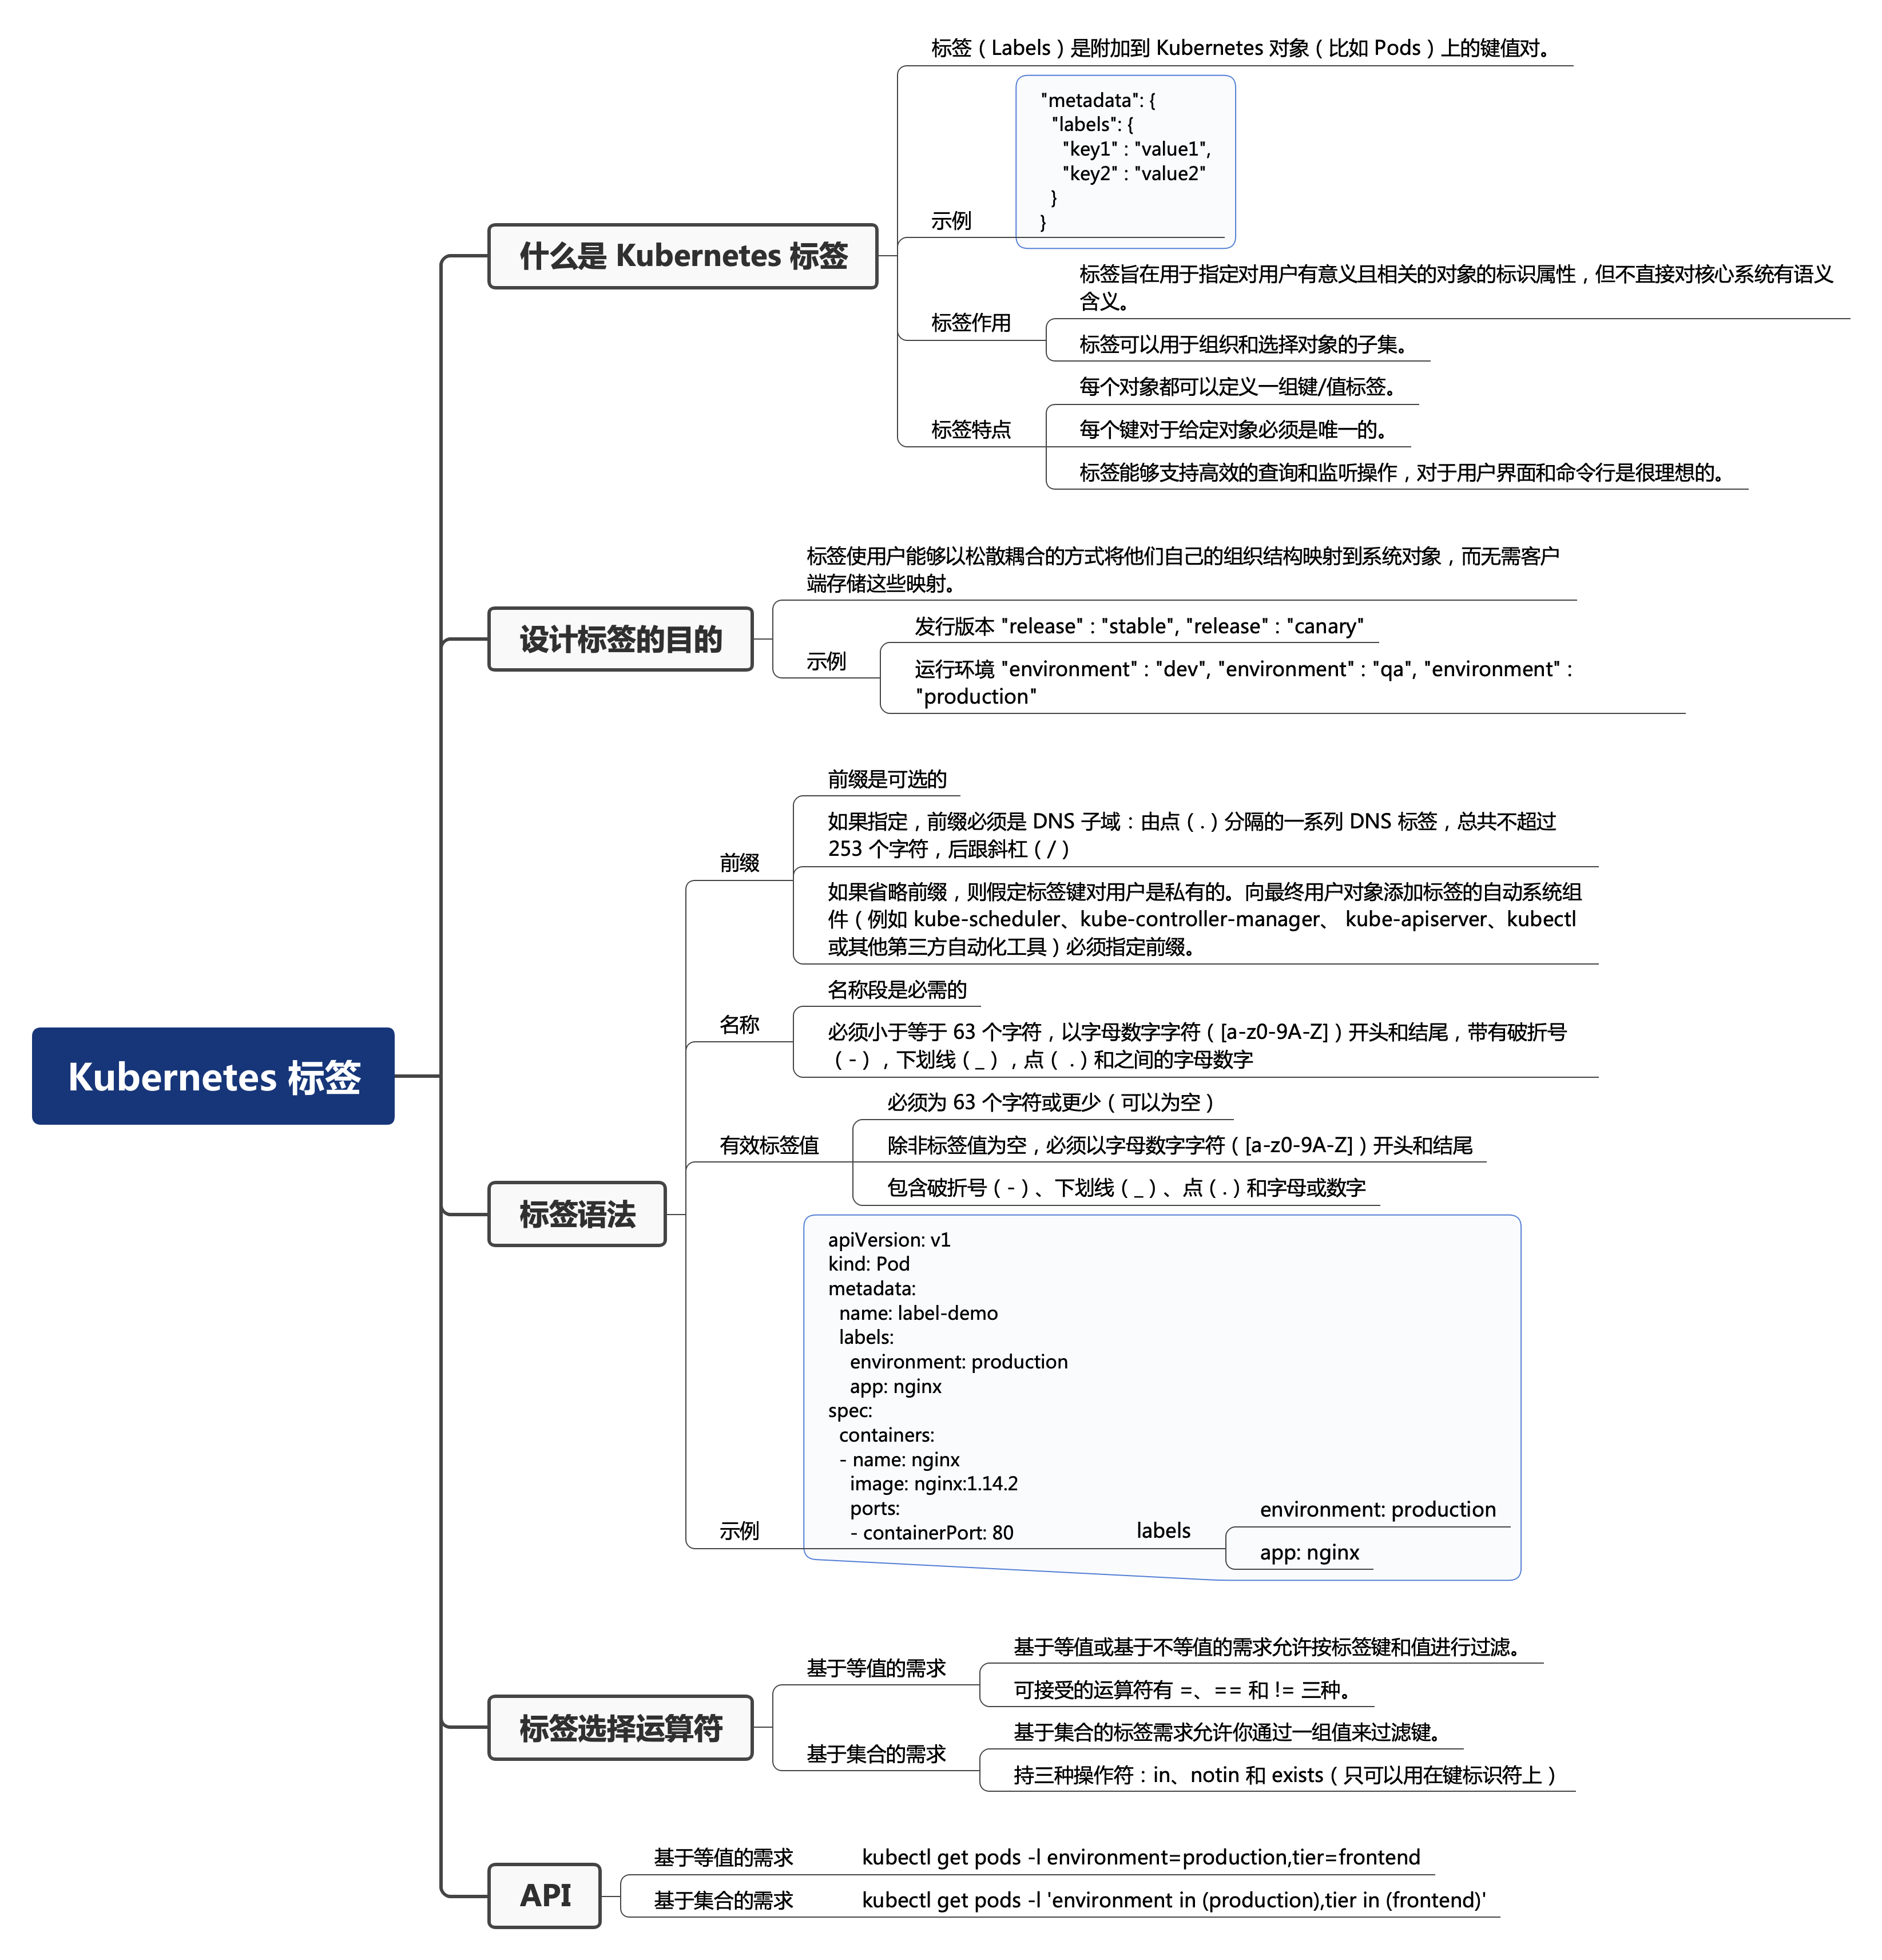 Kubernetes 标签
什么是 Kubernetes 标签
标签（Labels）是附加到 Kubernetes 对象（比如 Pods）上的键值对。
示例
"metadata": {
"labels": {
"key1" : "value1",
"key2" : "value2"
}
}
标签作用
标签旨在用于指定对用户有意义且相关的对象的标识属性，但不直接对核心系统有语义
含义。
标签可以用于组织和选择对象的子集。
标签特点
每个对象都可以定义一组键/值标签。
每个键对于给定对象必须是唯一的。
标签能够支持高效的查询和监听操作，对于用户界面和命令行是很理想的。
设计标签的目的
标签使用户能够以松散耦合的方式将他们自己的组织结构映射到系统对象，而无需客户
端存储这些映射。
示例
发行版本 "release" : "stable", "release" : "canary"
运行环境 "environment" : "dev", "environment" : "qa", "environment" :
"production"
标签语法
前缀
前缀是可选的
如果指定，前缀必须是 DNS 子域：由点（.）分隔的一系列 DNS 标签，总共不超过
253 个字符，后跟斜杠（/）
如果省略前缀，则假定标签键对用户是私有的。向最终用户对象添加标签的自动系统组
件（例如 kube-scheduler、kube-controller-manager、 kube-apiserver、kubectl
或其他第三方自动化工具）必须指定前缀。
名称
名称段是必需的
必须小于等于 63 个字符，以字母数字字符（[a-z0-9A-Z]）开头和结尾，带有破折号
（-），下划线（_），点（ .）和之间的字母数字
有效标签值
必须为 63 个字符或更少（可以为空）
除非标签值为空，必须以字母数字字符（[a-z0-9A-Z]）开头和结尾
包含破折号（-）、下划线（_）、点（.）和字母或数字
示例
apiVersion: v1
kind: Pod
metadata:
name: label-demo
labels:
environment: production
app: nginx
spec:
containers:
- name: nginx
image: nginx:1.14.2
ports:
- containerPort: 80
labels
environment: production
app: nginx
标签选择运算符
基于等值的需求
基于等值或基于不等值的需求允许按标签键和值进行过滤。
可接受的运算符有 =、== 和 != 三种。
基于集合的需求
基于集合的标签需求允许你通过一组值来过滤键。
持三种操作符：in、notin 和 exists（只可以用在键标识符上）
API
基于等值的需求
kubectl get pods -l environment=production,tier=frontend
基于集合的需求
kubectl get pods -l 'environment in (production),tier in (frontend)'